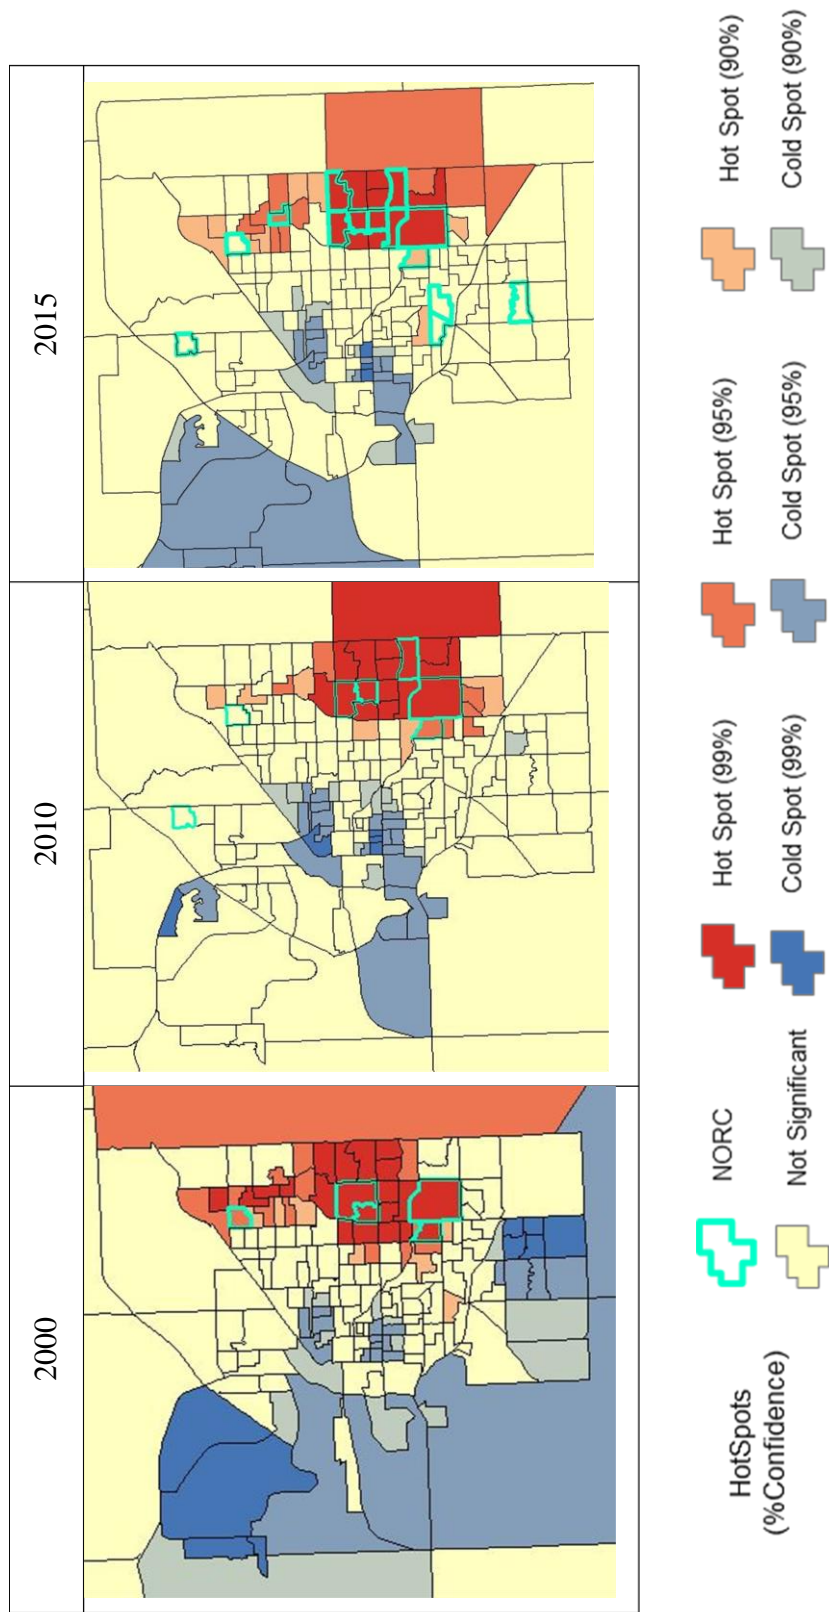 2000
2010
2015
HotSpots
(%Confidence)
NORC
Hot Spot (99%)
Hot Spot (95%)
Hot Spot (90%)
Not Significant
Cold Spot (99%)
Cold Spot (95%)
Cold Spot (90%)